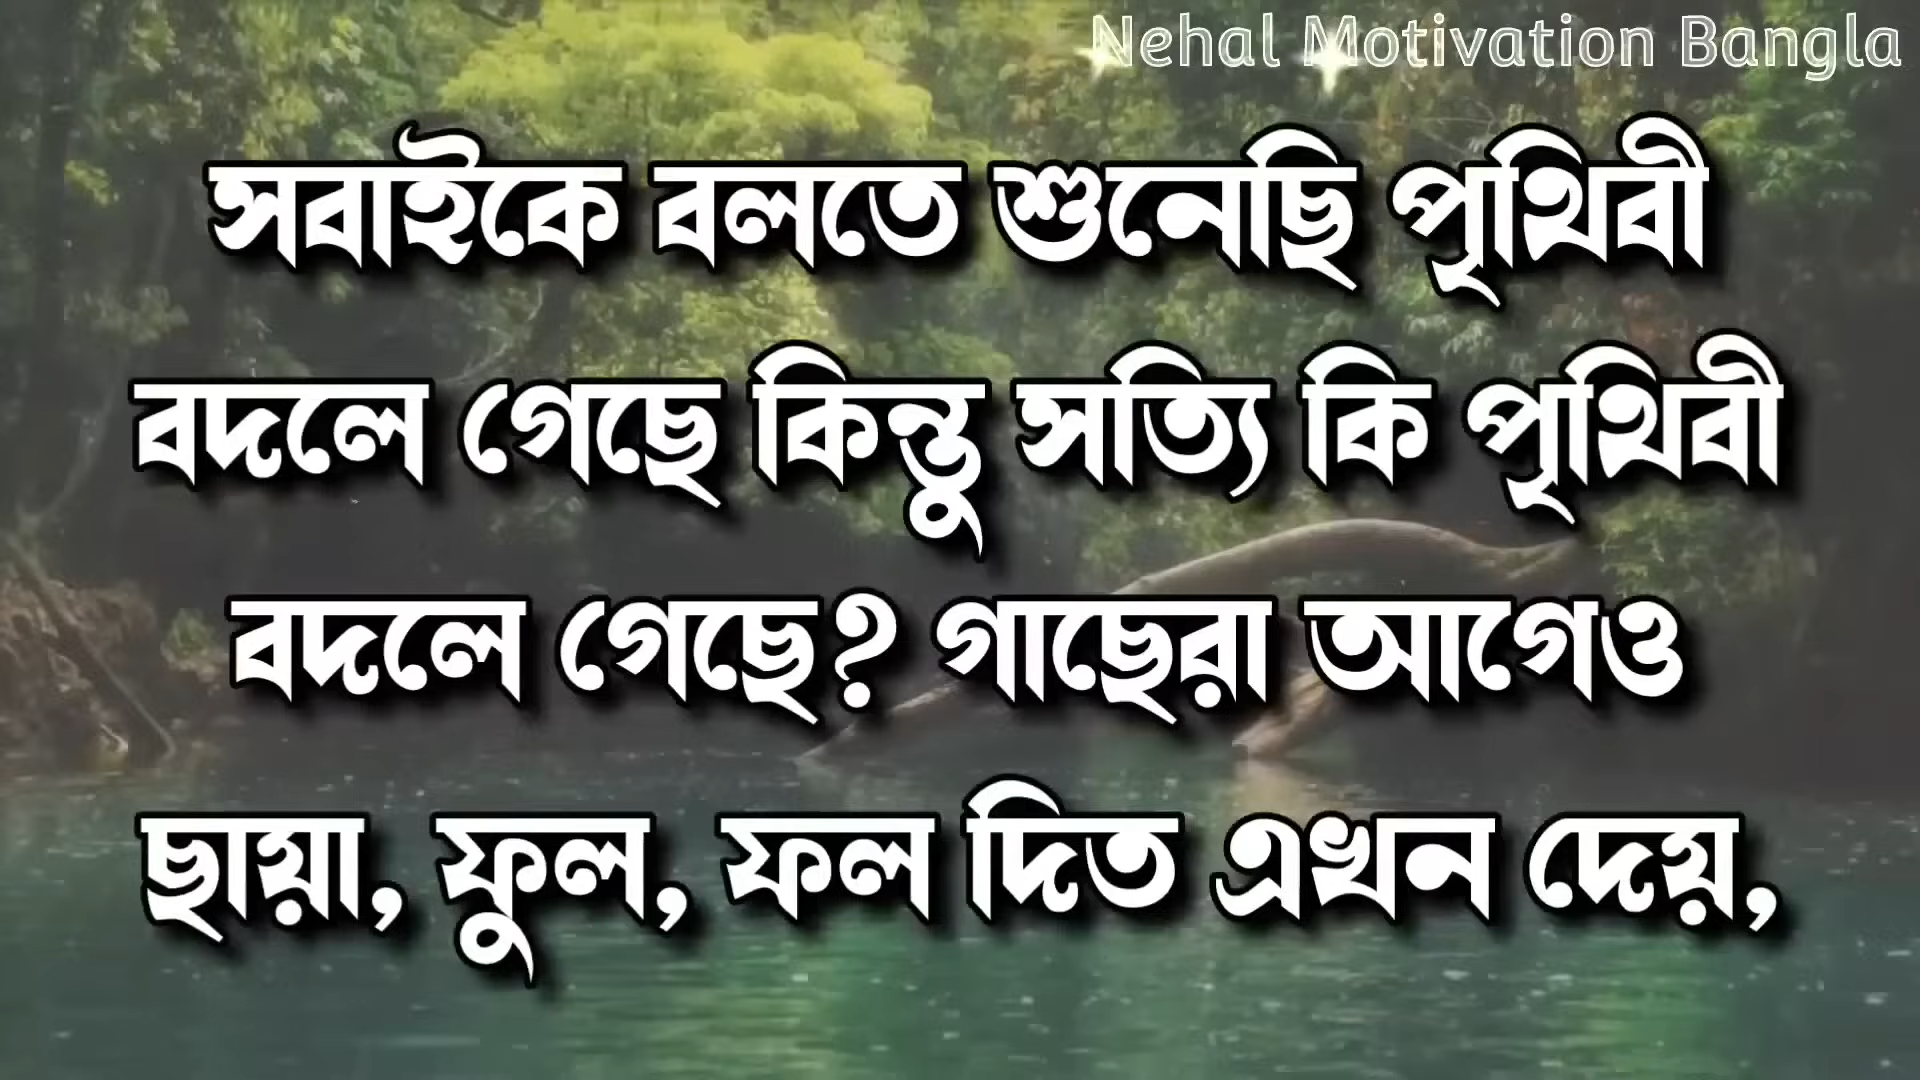 Nehal Motivation Bangla
সবাইকে বলতে শুনেছি পৃথিবী
বদলে গেছে কিন্তু সত্যি কি পৃথিবী
বদলে গেছে? গাছেরা আগেও
ছায়া, ফুল, ফল দিত এখন দেয়,